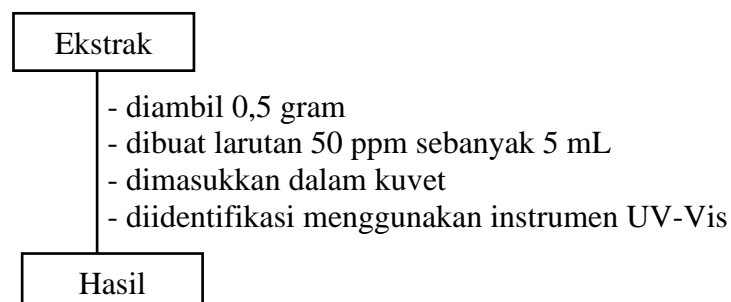 Ekstrak
- diambil 0,5 gram
- dibuat larutan 50 ppm sebanyak 5 mL
- dimasukkan dalam kuvet
- diidentifikasi menggunakan instrumen UV-Vis
Hasil